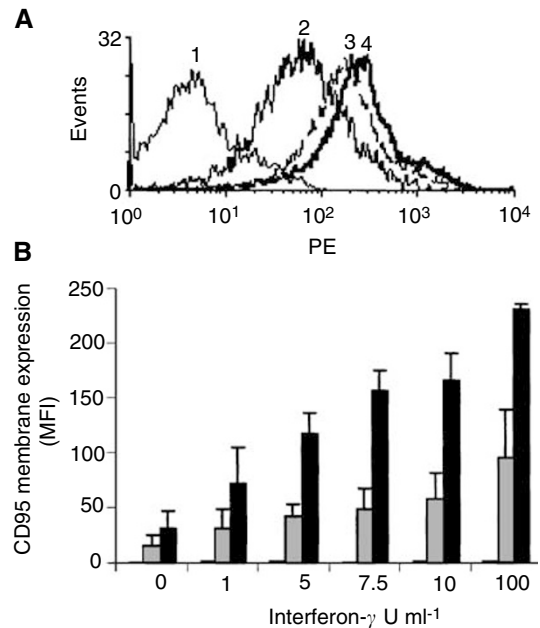 A
32
1
2
3 4
Events
0
10⁰ 10¹ 10² 10³ 10⁴
PE
B
250
200
150
100
50
0
CD95 membrane expression
(MFI)
0 1 5 7.5 10 100
Interferon-γ U ml⁻¹